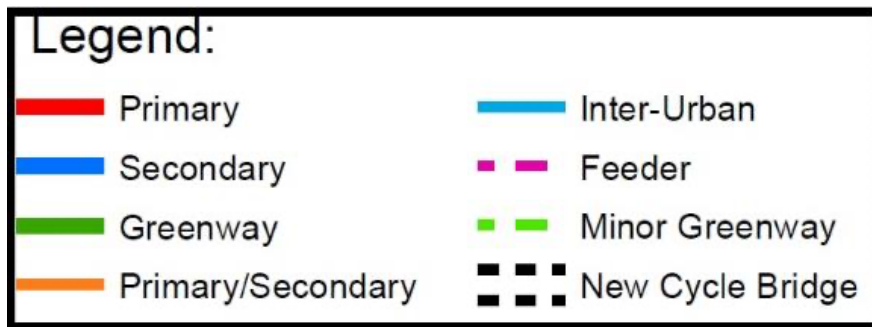 Legend:
Primary
Secondary
Greenway
Primary/Secondary
Inter-Urban
Feeder
Minor Greenway
New Cycle Bridge